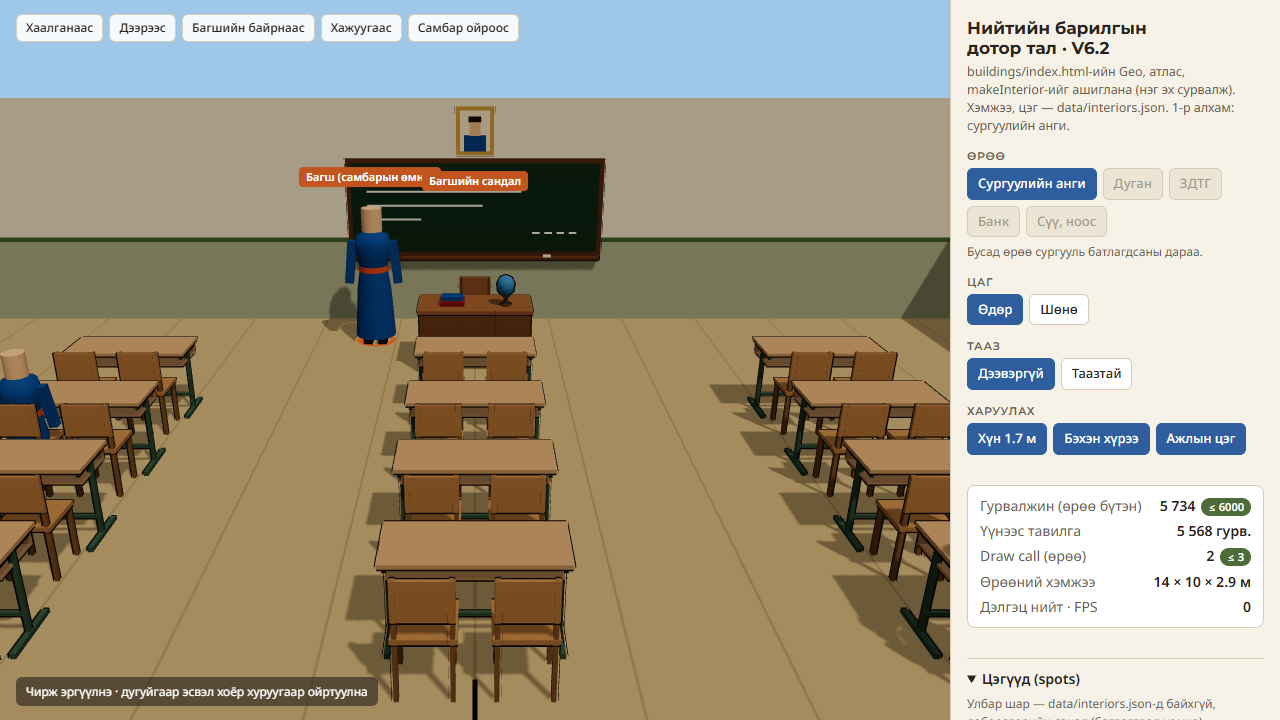 Хаалганаас
Дээрээс
Багшийн байрнаас
Хажуугаас
Самбар ойроос
Багш (самбарын өмн
Багшийн сандал
Чирж эргүүлнэ · дугуйгаар эсвэл хоёр хуруугаар ойртуулна
Нийтийн барилгын
дотор тал · V6.2
buildings/index.html-ийн Geo, атлас,
makeInterior-ийг ашиглана (нэг эх сурвалж).
Хэмжээ, цэг — data/interiors.json. 1-р алхам:
сургуулийн анги.
ӨРӨӨ
Сургуулийн анги
Дуган
ЗДТГ
Банк
Сүү, ноос
Бусад өрөө сургууль батлагдсаны дараа.
ЦАГ
Өдөр
Шөнө
ТААЗ
Дээвэргүй
Таазтай
ХАРУУЛАХ
Хүн 1.7 м
Бэхэн хүрээ
Ажлын цэг
Гурвалжин (өрөө бүтэн) 5 734 ≤ 6000
Үүнээс тавилга 5 568 гурв.
Draw call (өрөө) 2 ≤ 3
Өрөөний хэмжээ 14 × 10 × 2.9 м
Дэлгэц нийт · FPS 0
▼ Цэгүүд (spots)
Улбар шар — data/interiors.json-д байхгүй,